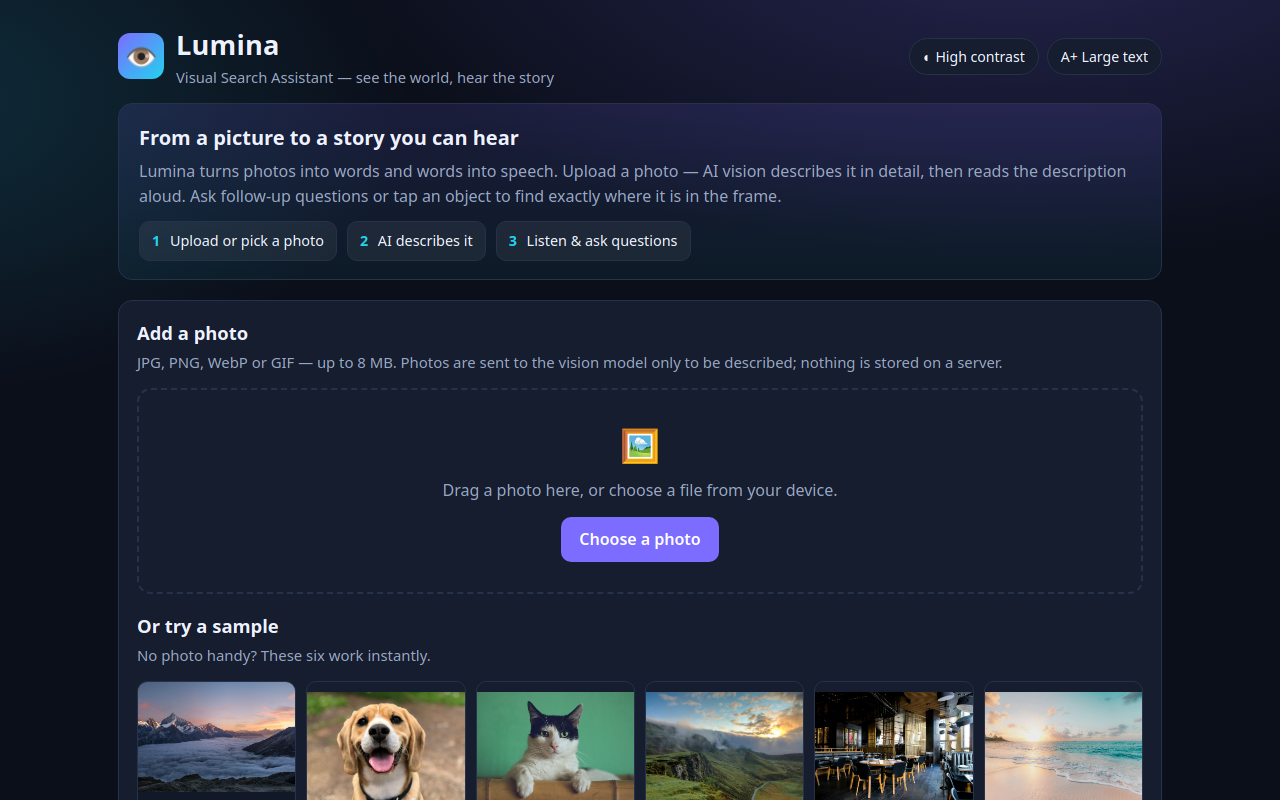 Lumina
Visual Search Assistant — see the world, hear the story
High contrast
A+ Large text
From a picture to a story you can hear
Lumina turns photos into words and words into speech. Upload a photo — AI vision describes it in detail, then reads the description
aloud. Ask follow-up questions or tap an object to find exactly where it is in the frame.
1 Upload or pick a photo
2 AI describes it
3 Listen & ask questions
Add a photo
JPG, PNG, WebP or GIF — up to 8 MB. Photos are sent to the vision model only to be described; nothing is stored on a server.
Drag a photo here, or choose a file from your device.
Choose a photo
Or try a sample
No photo handy? These six work instantly.